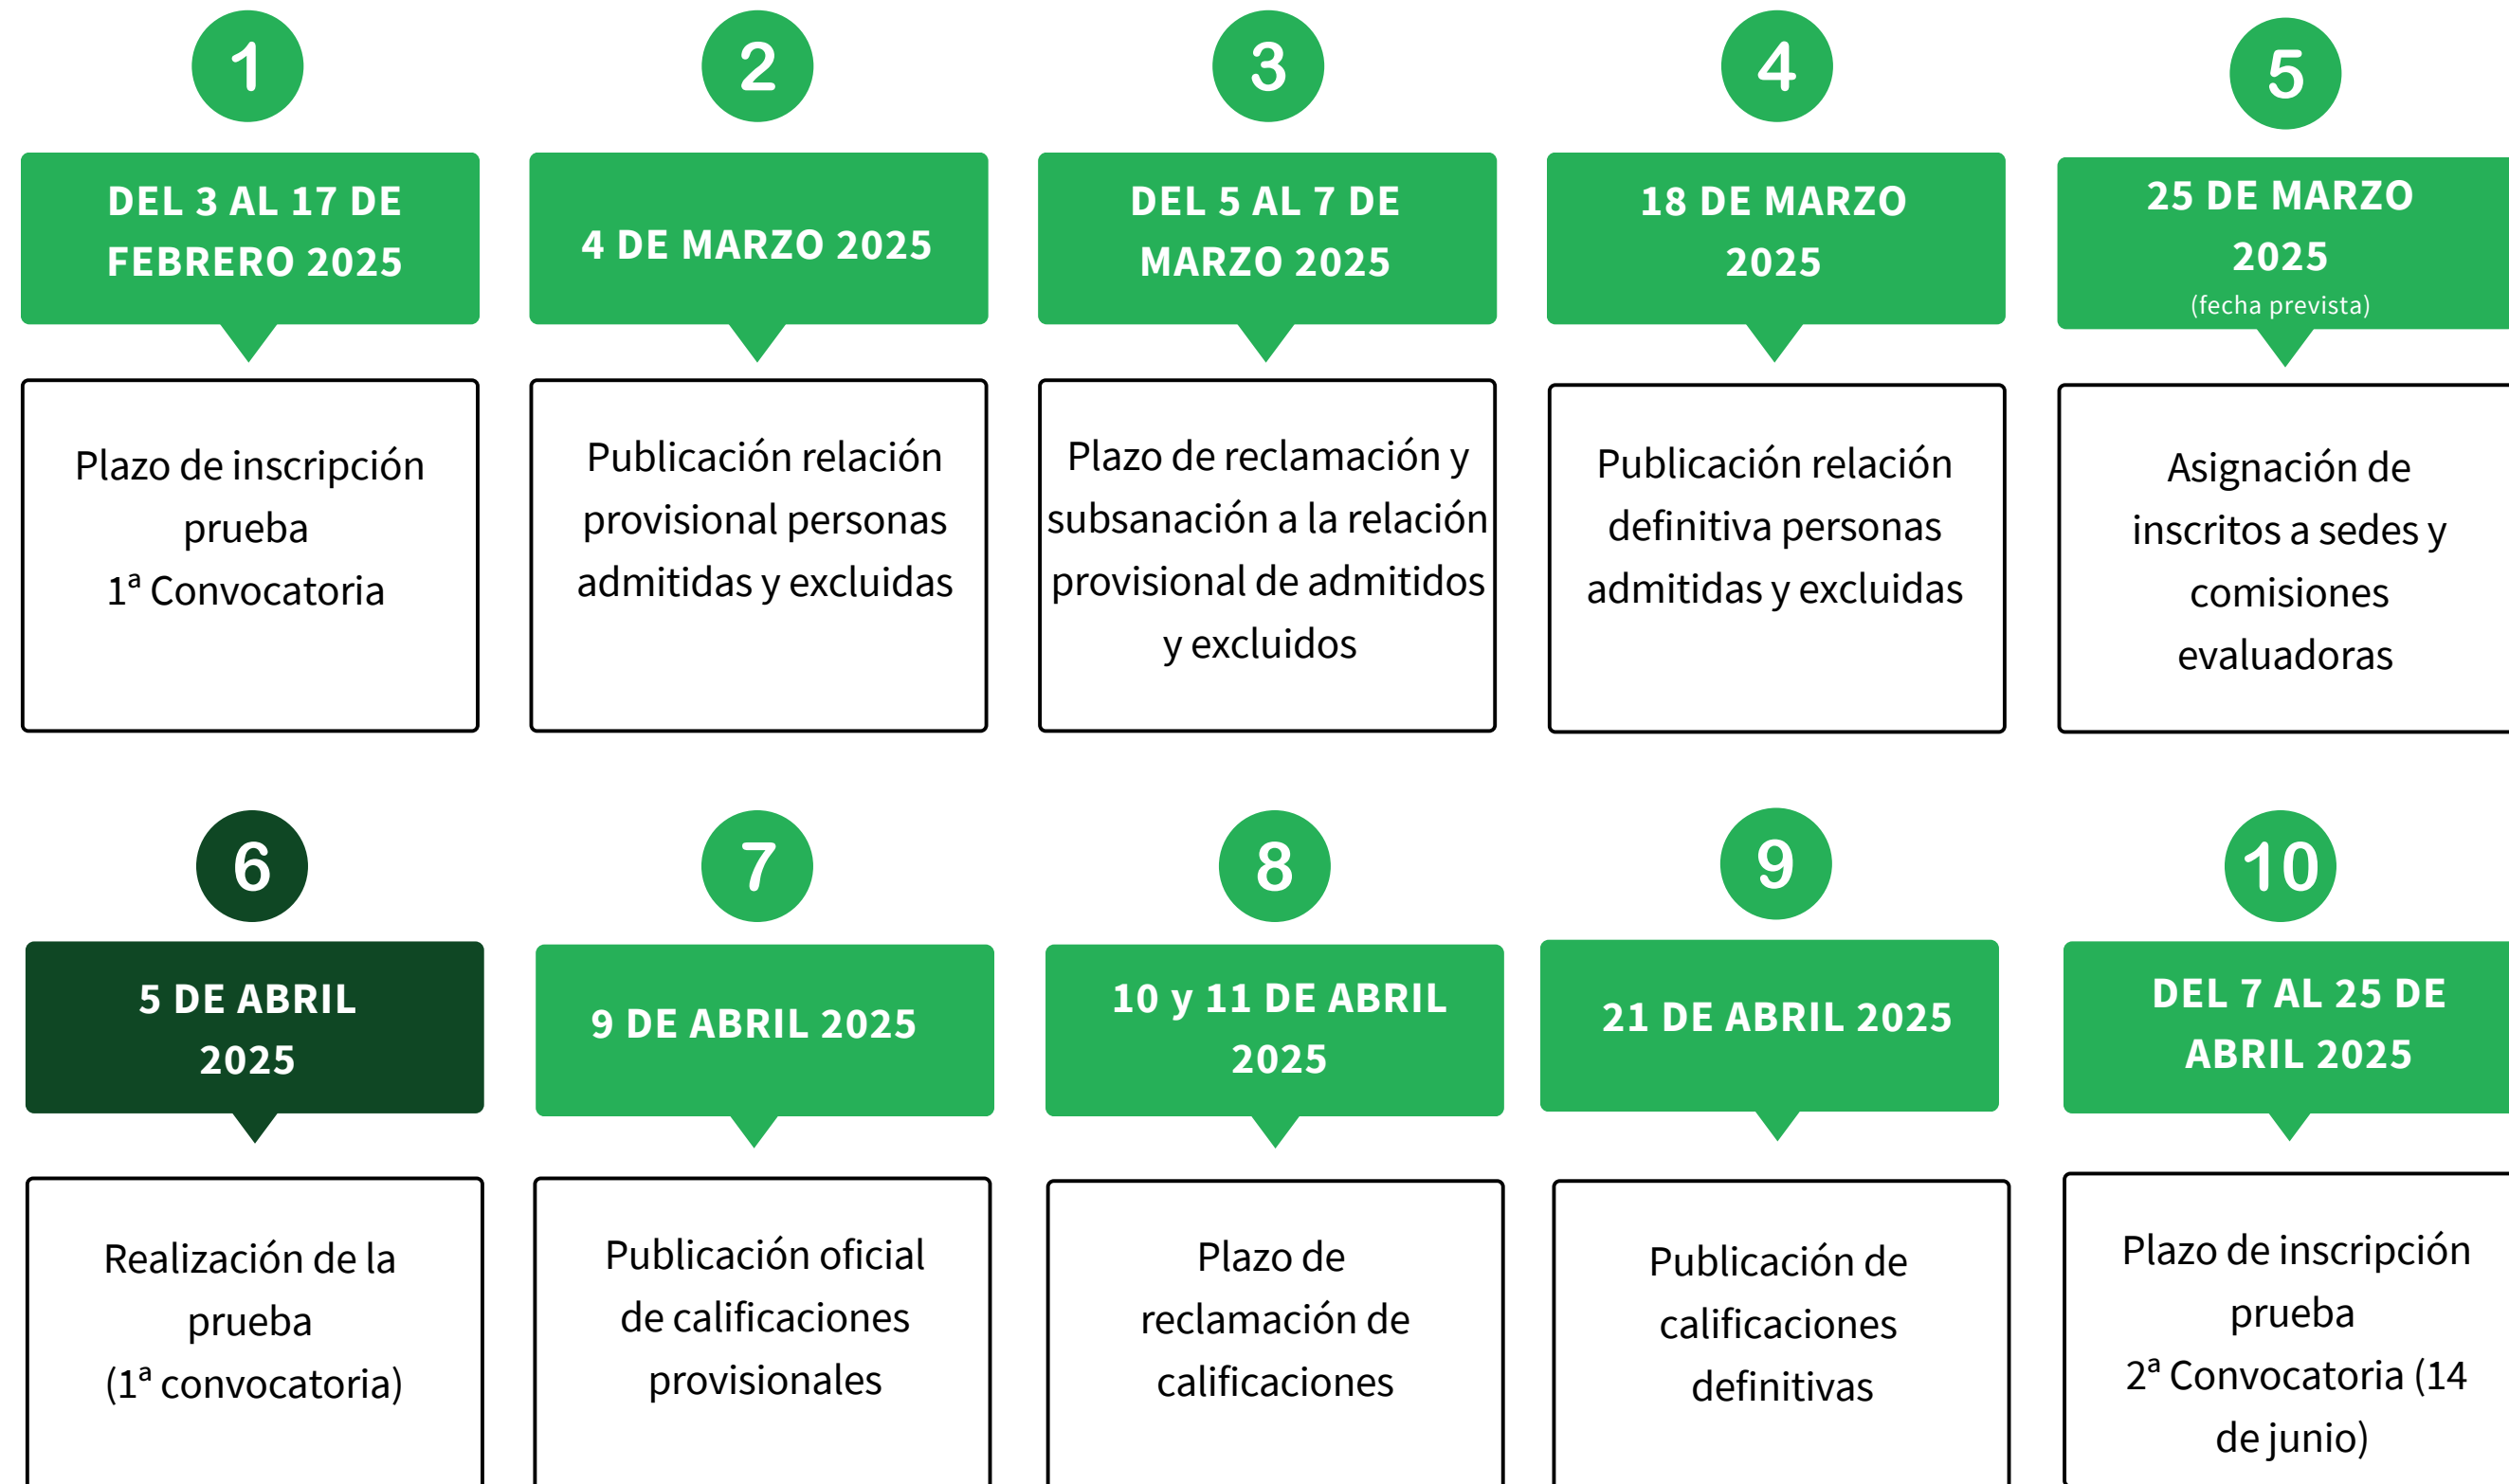 1
DEL 3 AL 17 DE
FEBRERO 2025
Plazo de inscripción
prueba
1ª Convocatoria
2
4 DE MARZO 2025
Publicación relación
provisional personas
admitidas y excluidas
3
DEL 5 AL 7 DE
MARZO 2025
Plazo de reclamación y
subsanación a la relación
provisional de admitidos
y excluidos
4
18 DE MARZO
2025
Publicación relación
definitiva personas
admitidas y excluidas
5
25 DE MARZO
2025
(fecha prevista)
Asignación de
inscritos a sedes y
comisiones
evaluadoras
6
5 DE ABRIL
2025
Realización de la
prueba
(1ª convocatoria)
7
9 DE ABRIL 2025
Publicación oficial
de calificaciones
provisionales
8
10 y 11 DE ABRIL
2025
Plazo de
reclamación de
calificaciones
9
21 DE ABRIL 2025
Publicación de
calificaciones
definitivas
10
DEL 7 AL 25 DE
ABRIL 2025
Plazo de inscripción
prueba
2ª Convocatoria (14
de junio)